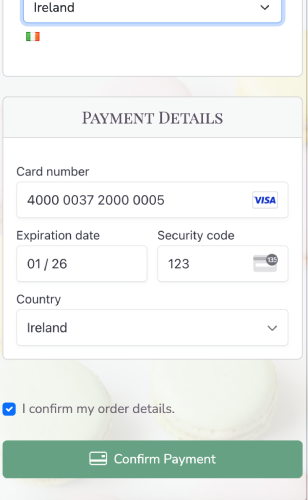 Ireland
Payment Details
Card number
4000 0037 2000 0005 VISA
Expiration date Security code
01 / 26 123 135
Country
Ireland
I confirm my order details.
Confirm Payment